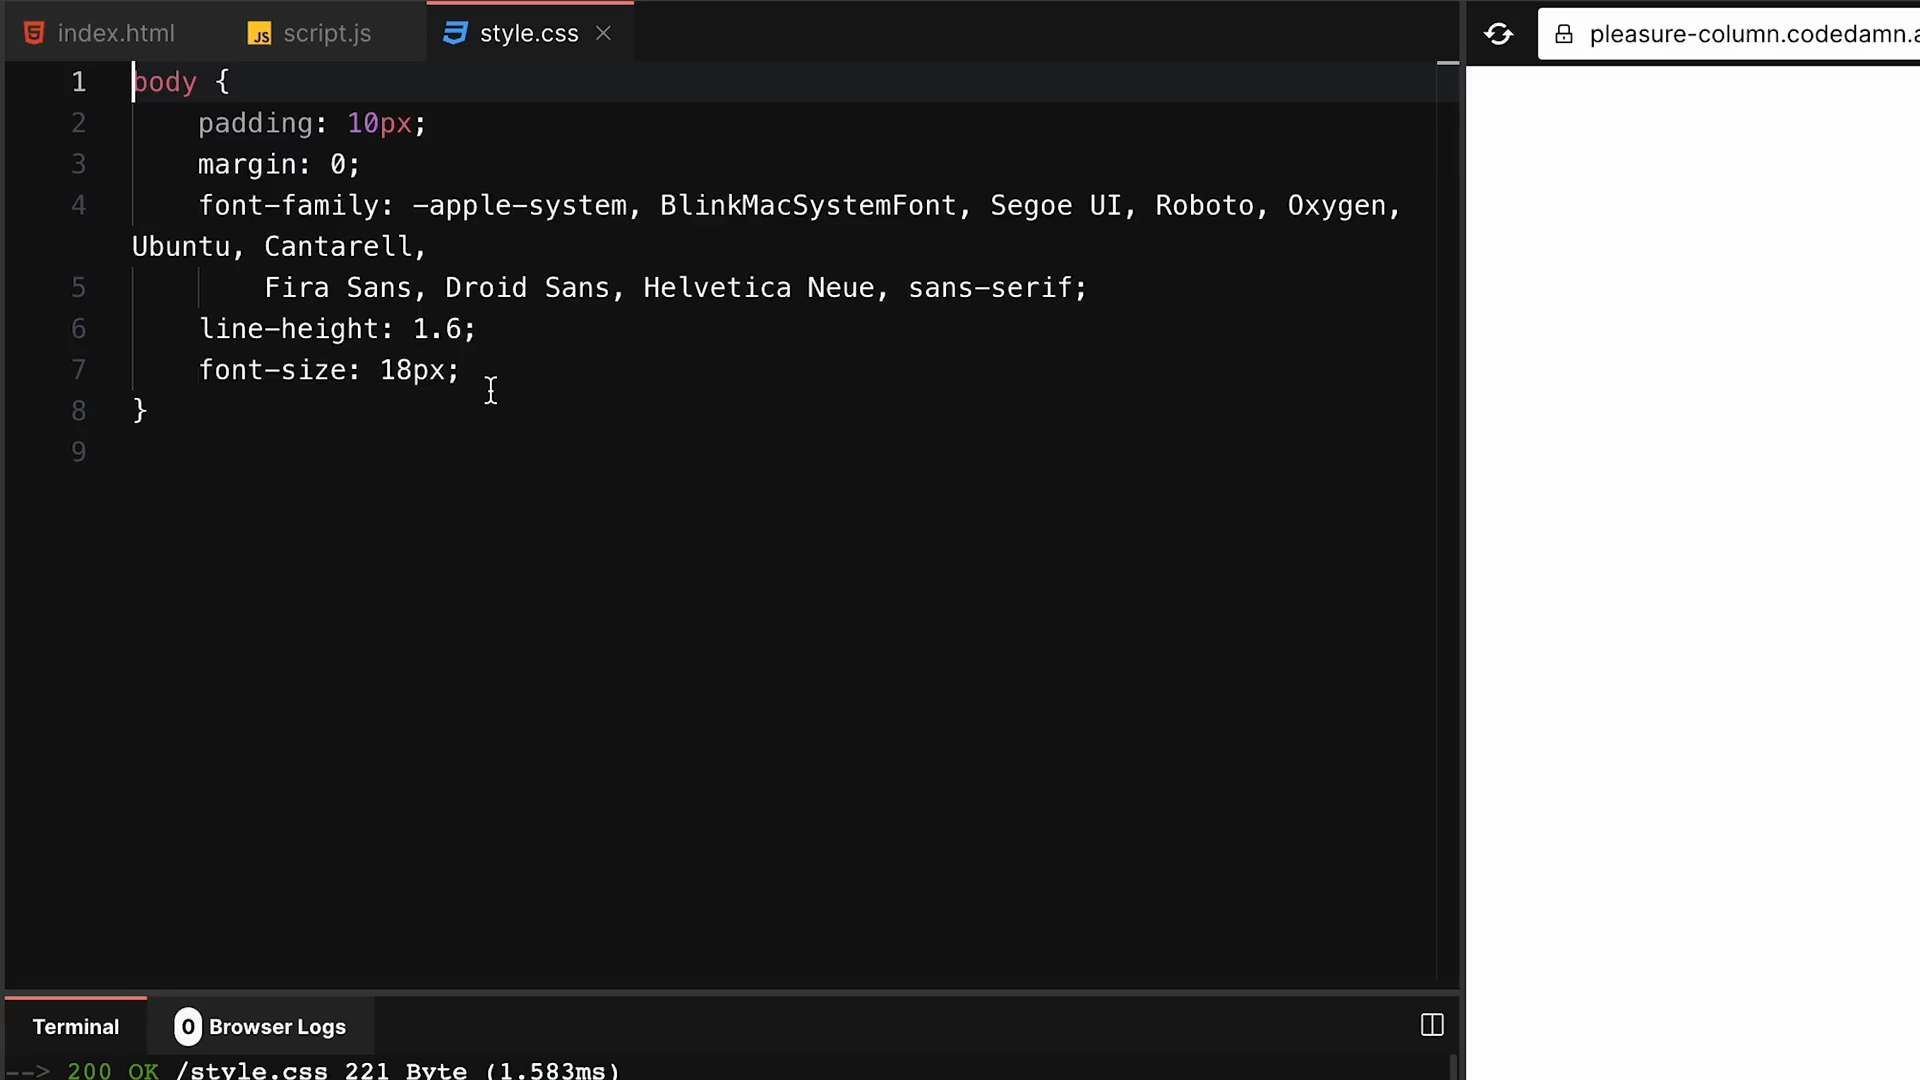 index.html
JS script.js
style.css
pleasure-column.codedamn.a
1 body {
2 padding: 10px;
3 margin: 0;
4 font-family: -apple-system, BlinkMacSystemFont, Segoe UI, Roboto, Oxygen,
Ubuntu, Cantarell,
5 Fira Sans, Droid Sans, Helvetica Neue, sans-serif;
6 line-height: 1.6;
7 font-size: 18px;
8 }
9
Terminal
0 Browser Logs
--> 200 OK /style.css 221 Byte (1.583ms)